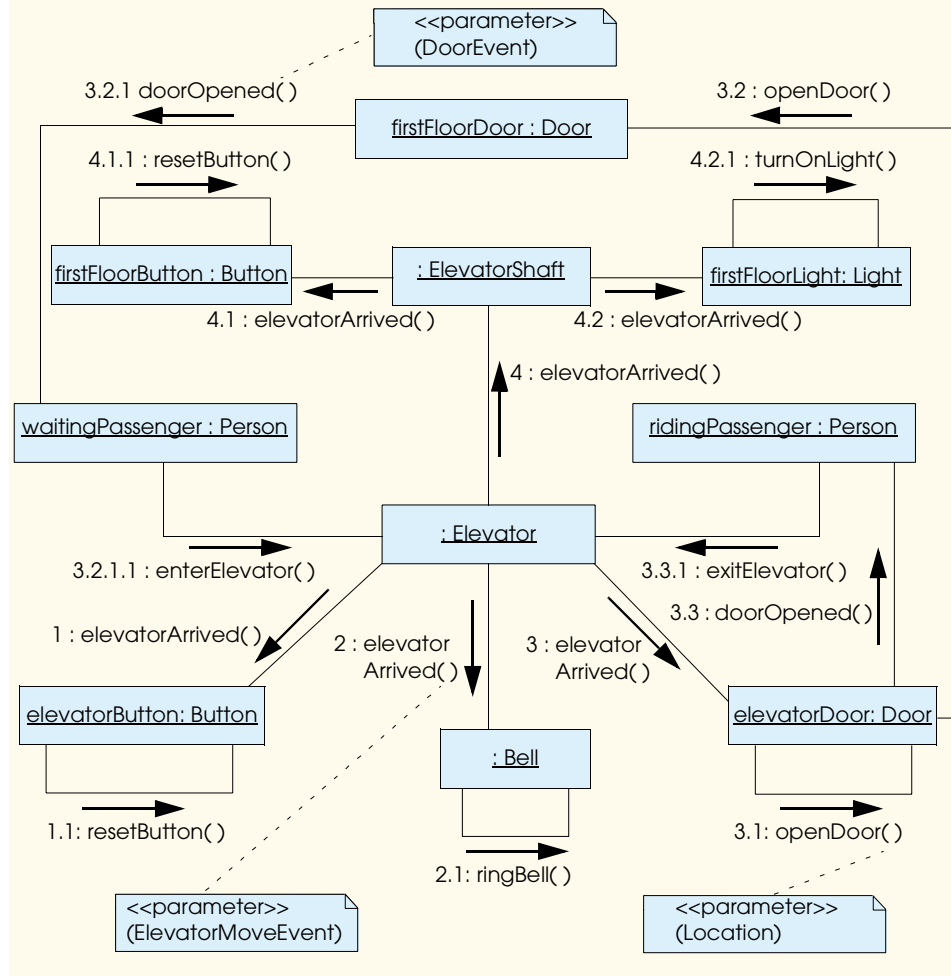 <<parameter>>
(DoorEvent)
3.2.1 doorOpened( )
3.2 : openDoor( )
firstFloorDoor : Door
4.1.1 : resetButton( )
4.2.1 : turnOnLight( )
firstFloorButton : Button
: ElevatorShaft
firstFloorLight: Light
4.1 : elevatorArrived( )
4.2 : elevatorArrived( )
4 : elevatorArrived( )
waitingPassenger : Person
ridingPassenger : Person
: Elevator
3.2.1.1 : enterElevator( )
3.3.1 : exitElevator( )
3.3 : doorOpened( )
1 : elevatorArrived( )
2 : elevator
Arrived( )
3 : elevator
Arrived( )
elevatorButton: Button
elevatorDoor: Door
: Bell
1.1: resetButton( )
3.1: openDoor( )
2.1: ringBell( )
<<parameter>>
(ElevatorMoveEvent)
<<parameter>>
(Location)